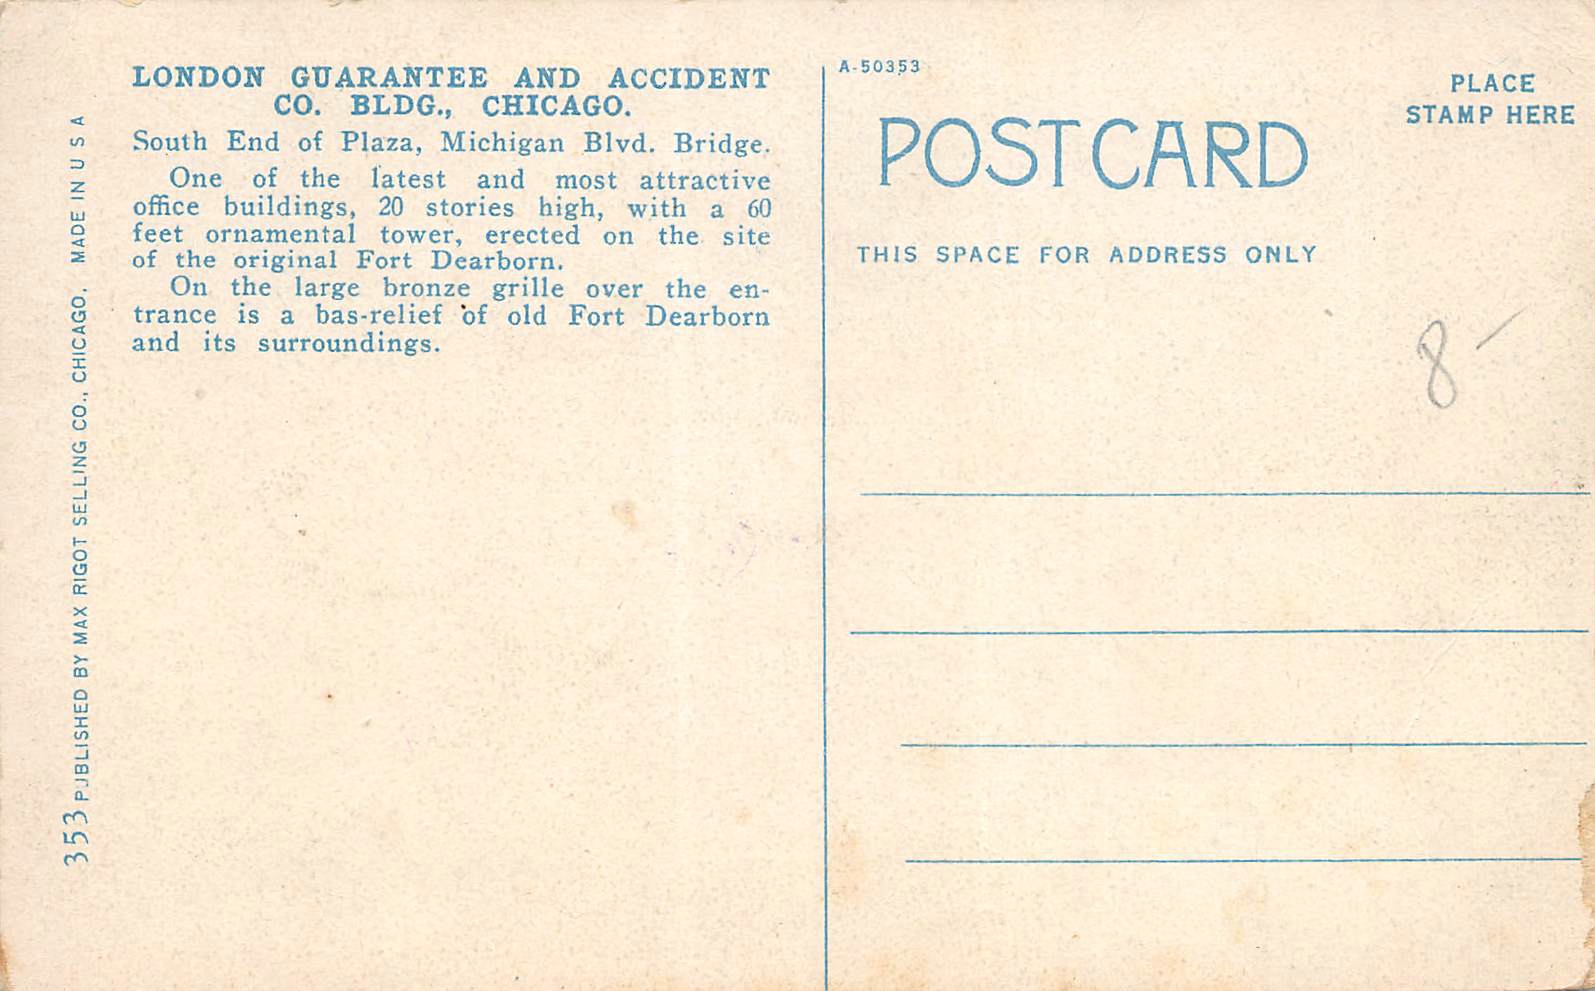 LONDON GUARANTEE AND ACCIDENT
CO. BLDG., CHICAGO.
South End of Plaza, Michigan Blvd. Bridge.
One of the latest and most attractive
office buildings, 20 stories high, with a 60
feet ornamental tower, erected on the site
of the original Fort Dearborn.
On the large bronze grille over the en-
trance is a bas-relief of old Fort Dearborn
and its surroundings.
353 PUBLISHED BY MAX RIGOT SELLING CO., CHICAGO. MADE IN U S A
A-50353
POST CARD
PLACE
STAMP HERE
THIS SPACE FOR ADDRESS ONLY
8-